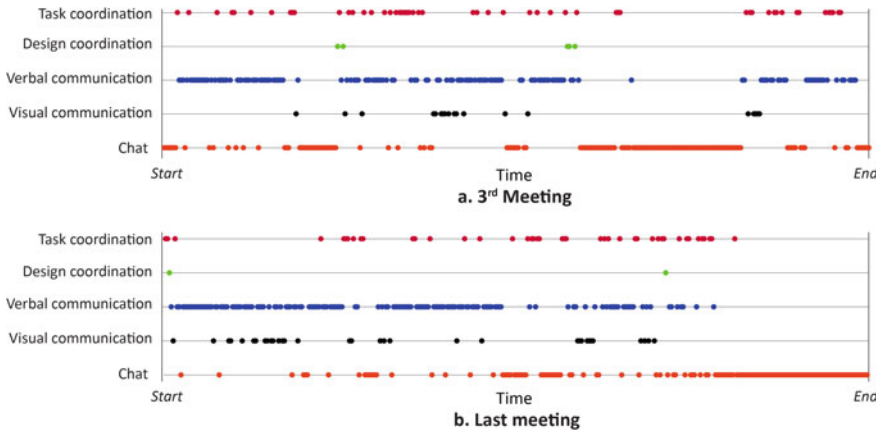 Task coordination
Design coordination
Verbal communication
Visual communication
Chat
Start Time End
a. 3rd Meeting
Task coordination
Design coordination
Verbal communication
Visual communication
Chat
Start Time End
b. Last meeting